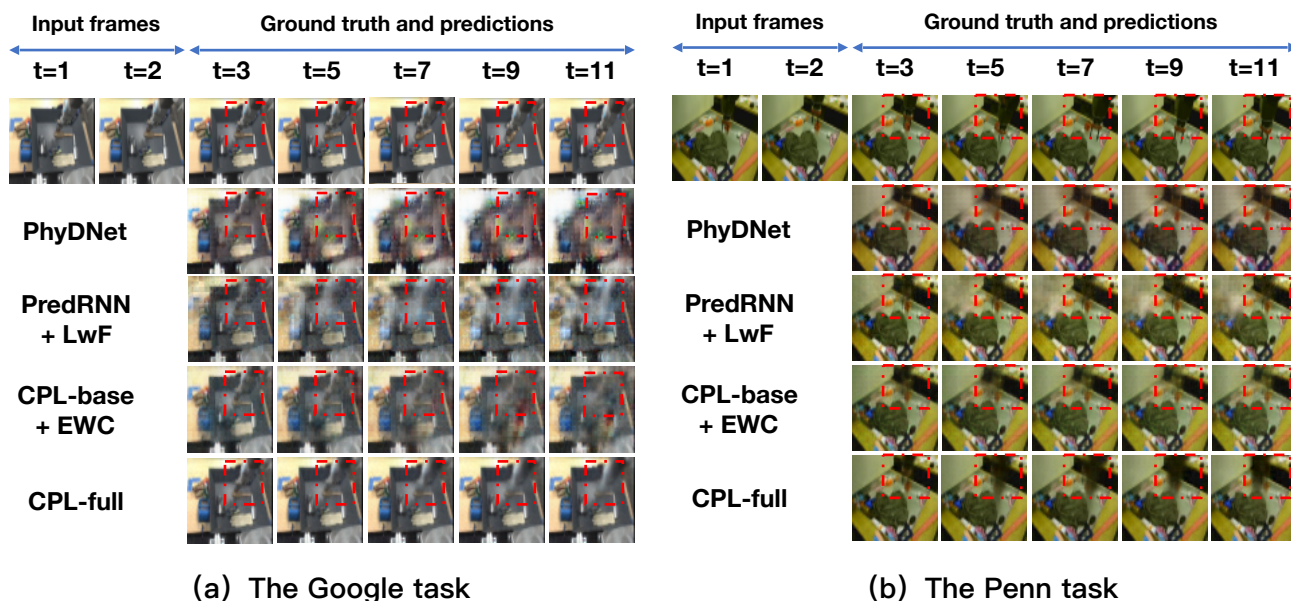 Input frames Ground truth and predictions
t=1 t=2 t=3 t=5 t=7 t=9 t=11
PhyDNet
PredRNN
+ LwF
CPL-base
+ EWC
CPL-full
(a) The Google task
Input frames Ground truth and predictions
t=1 t=2 t=3 t=5 t=7 t=9 t=11
PhyDNet
PredRNN
+ LwF
CPL-base
+ EWC
CPL-full
(b) The Penn task